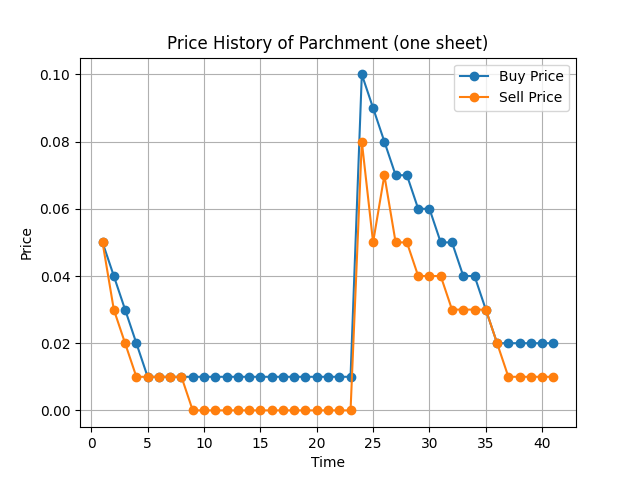 Price History of Parchment (one sheet)
Buy Price
Sell Price
Price
0.10
0.08
0.06
0.04
0.02
0.00
0 5 10 15 20 25 30 35 40
Time